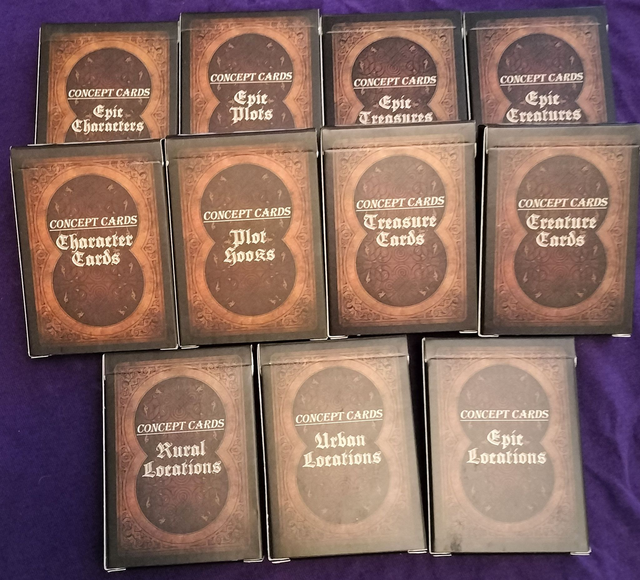 CONCEPT CARDS
Epic
Characters
CONCEPT CARDS
Epic
Plots
CONCEPT CARDS
Epic
Treasures
CONCEPT CARDS
Epic
Creatures
CONCEPT CARDS
Character
Cards
CONCEPT CARDS
Plot
Hooks
CONCEPT CARDS
Treasure
Cards
CONCEPT CARDS
Creature
Cards
CONCEPT CARDS
Rural
Locations
CONCEPT CARDS
Urban
Locations
CONCEPT CARDS
Epic
Locations